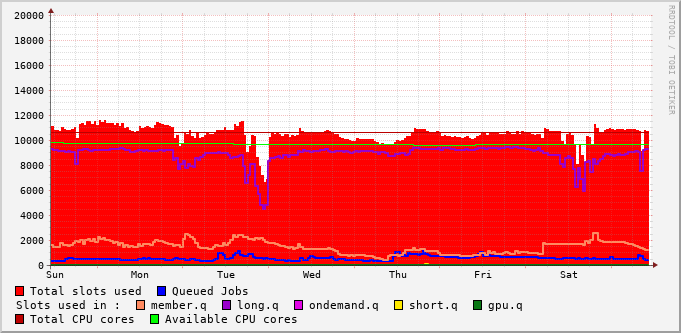 20000
18000
16000
14000
12000
10000
8000
6000
4000
2000
0
Sun Mon Tue Wed Thu Fri Sat
Total slots used Queued Jobs
Slots used in : member.q long.q ondemand.q short.q gpu.q
Total CPU cores Available CPU cores
RRDTOOL / TOBI OETIKER